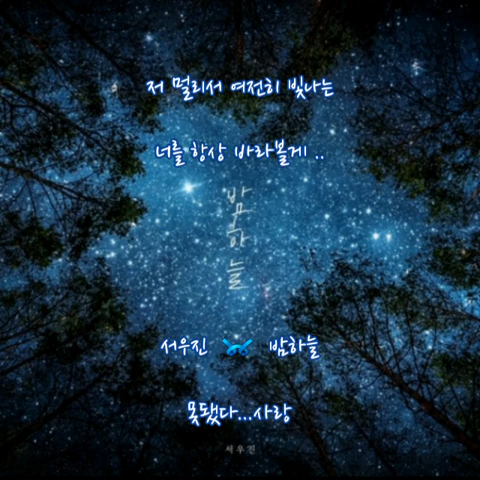 저 멀리서 여전히 빛나는
너를 항상 바라볼게 ..
밤하늘
서우진 밤하늘
못됐다...사랑
서우진